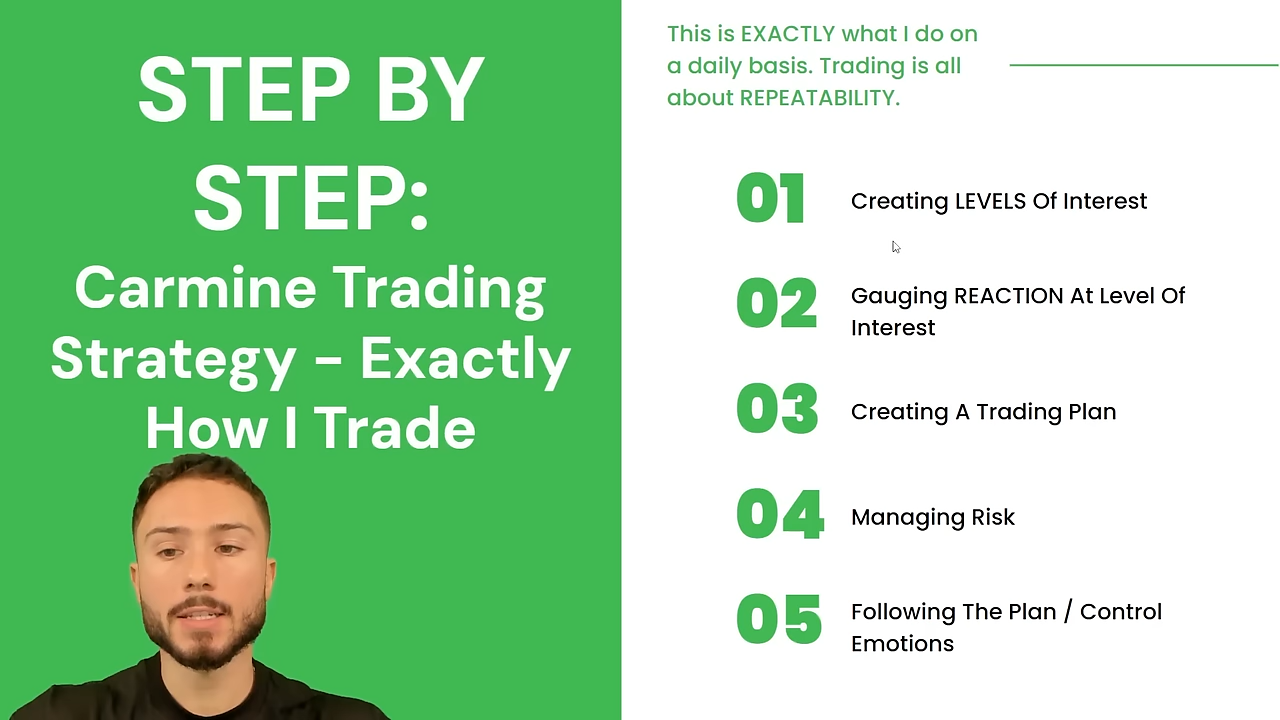 STEP BY
STEP:
Carmine Trading
Strategy - Exactly
How I Trade
This is EXACTLY what I do on
a daily basis. Trading is all
about REPEATABILITY.
01
Creating LEVELS Of Interest
02
Gauging REACTION At Level Of
Interest
03
Creating A Trading Plan
04
Managing Risk
05
Following The Plan / Control
Emotions